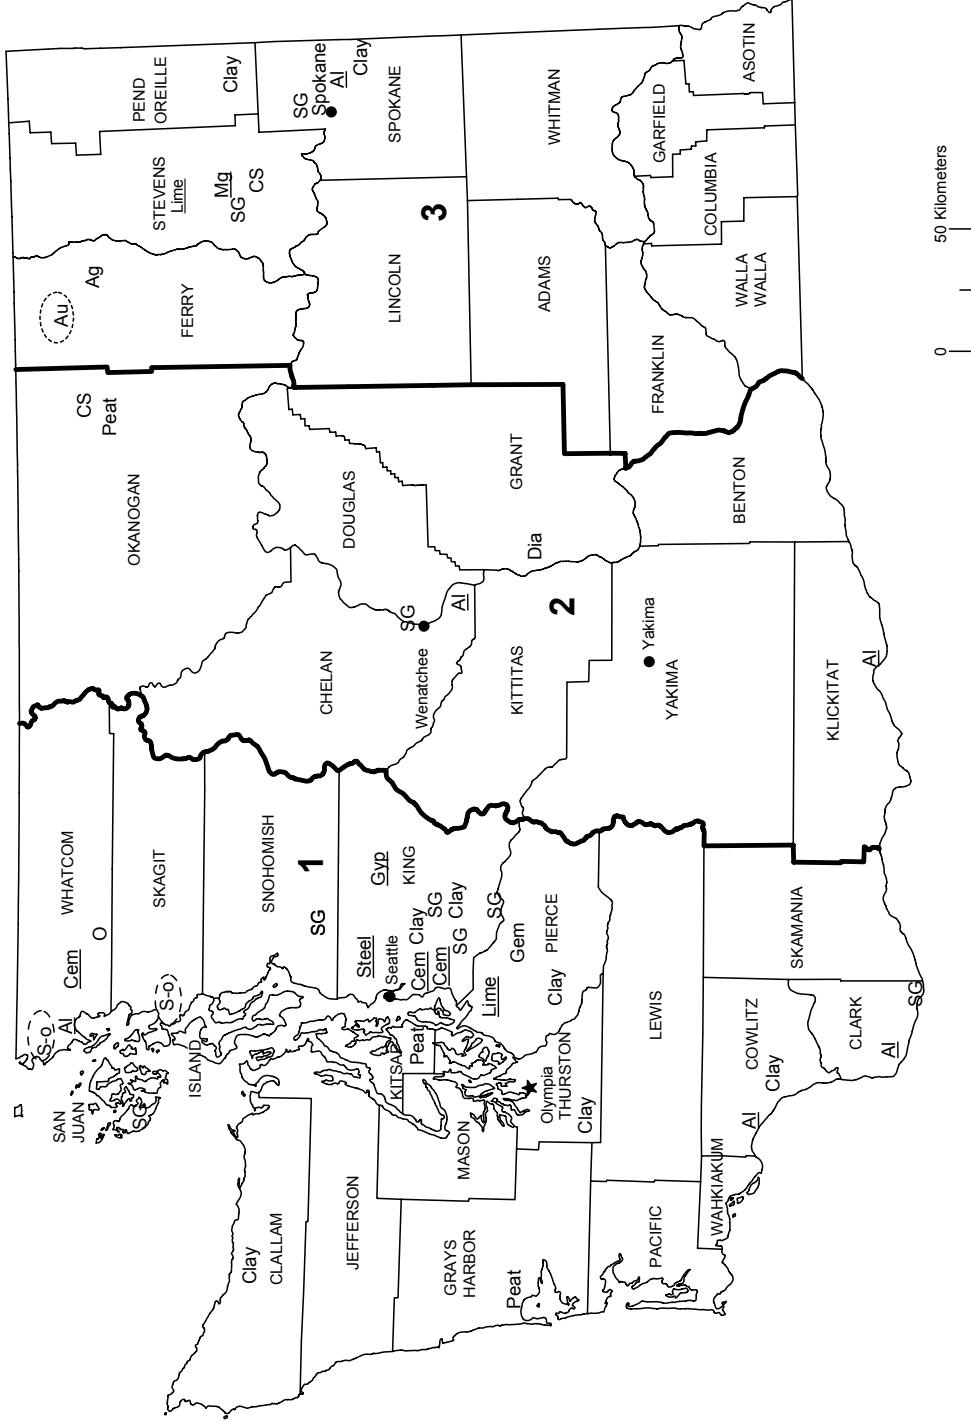 WHATCOM
Cem
O
S-o
Al
SAN
JUAN
SG
SKAGIT
S-o
ISLAND
SNOHOMISH
1
SG
Clay
CLALLAM
JEFFERSON
KITSAP
Peat
Steel
Seattle
Gyp
KING
Cem
Clay
Cem
SG
SG
Clay
SG
Lime
MASON
GRAYS
HARBOR
Peat
Gem
PIERCE
Clay
Olympia
THURSTON
Clay
LEWIS
PACIFIC
WAHKIAKUM
COWLITZ
Clay
Al
SKAMANIA
CLARK
Al
SG
OKANOGAN
CS
Peat
CHELAN
Wenatchee
SG
Al
DOUGLAS
GRANT
Dia
KITTITAS
2
Yakima
YAKIMA
BENTON
KLICKITAT
Al
Au
Ag
FERRY
STEVENS
Lime
Mg
SG
CS
PEND
OREILLE
Clay
SG
Spokane
Al
Clay
SPOKANE
LINCOLN
3
ADAMS
WHITMAN
FRANKLIN
WALLA
WALLA
COLUMBIA
GARFIELD
ASOTIN
0
50 Kilometers